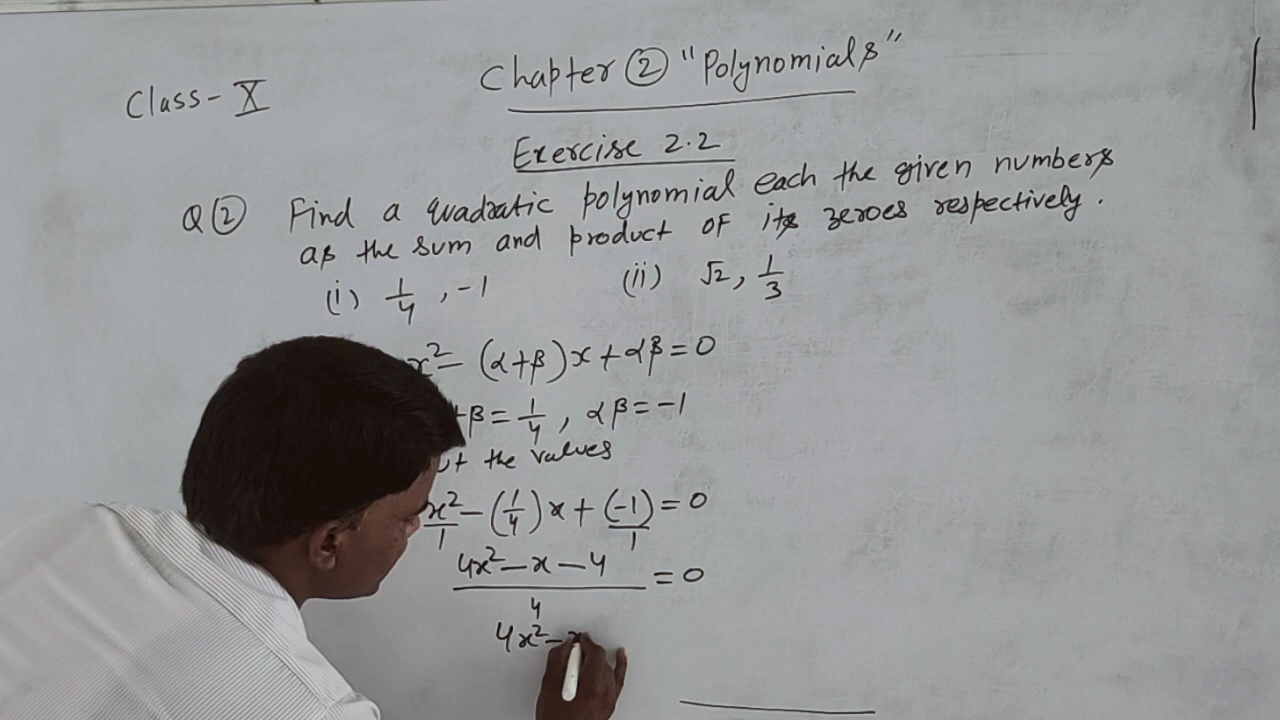 Class - X
Chapter ② "Polynomials"
Exercise 2.2
Q② Find a quadratic polynomial each the given numbers
as the sum and product of its zeroes respectively.
(i) 1/4, -1 (ii) √2, 1/3
x² - (α+β)x + αβ = 0
+β = 1/4, αβ = -1
the values
x²/1 - (1/4)x + (-1)/1 = 0
4x² - x - 4 / 4 = 0
4x² - x